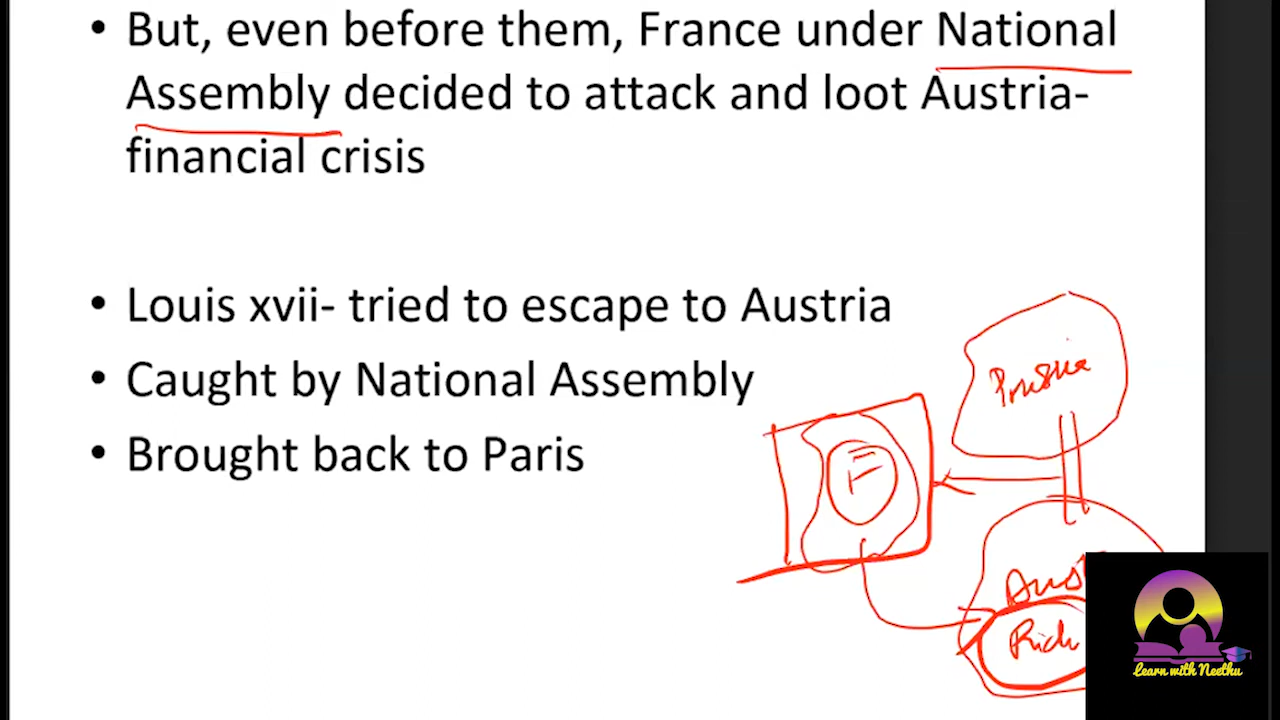 • But, even before them, France under National
Assembly decided to attack and loot Austria-
financial crisis
• Louis xvii- tried to escape to Austria
• Caught by National Assembly
• Brought back to Paris
Prussia
F
Aust
Rich
Learn with Neethu